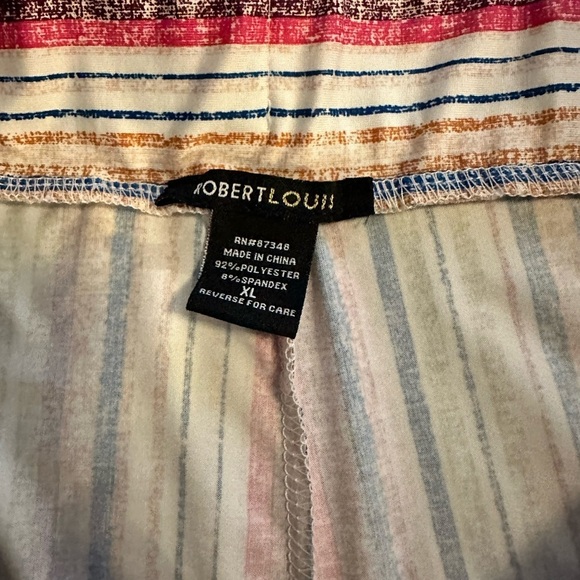 ROBERTLOUIS
RN#87348
MADE IN CHINA
92%POLYESTER
8%SPANDEX
XL
REVERSE FOR CARE